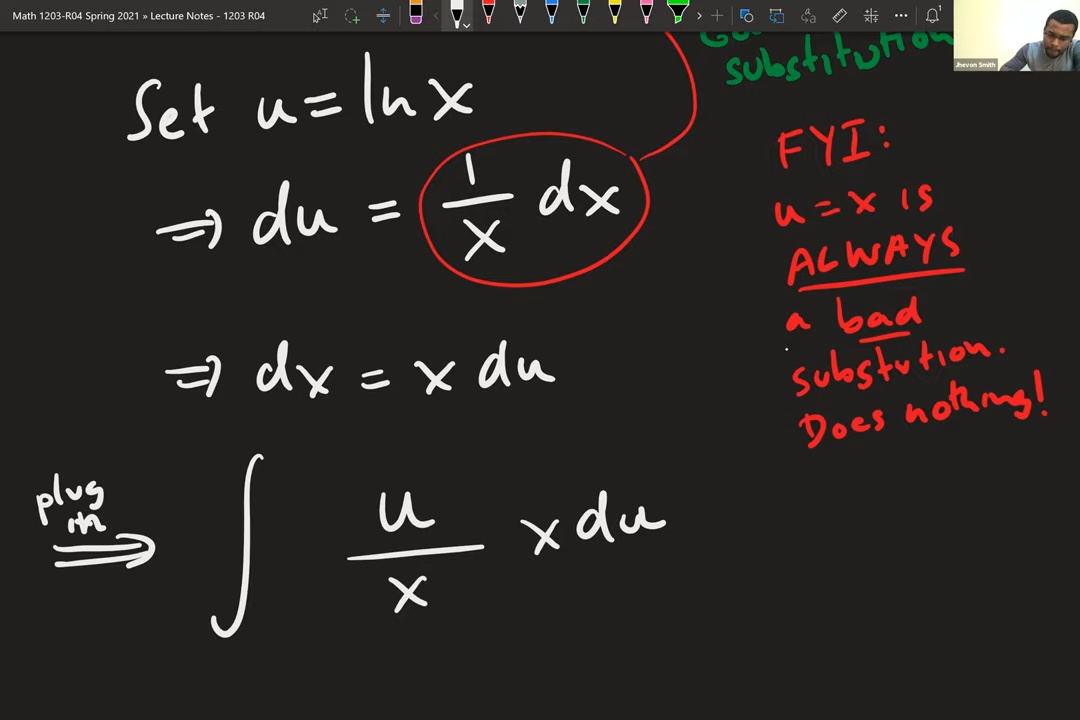 Math 1203-R04 Spring 2021 » Lecture Notes - 1203 R04
Jhevon Smith
substitution
Set u = ln x
⇒ du = 1/x dx
⇒ dx = x du
plug in
⇒ ∫ u/x x du
FYI:
u = x is
ALWAYS
a bad
substution.
Does nothing!